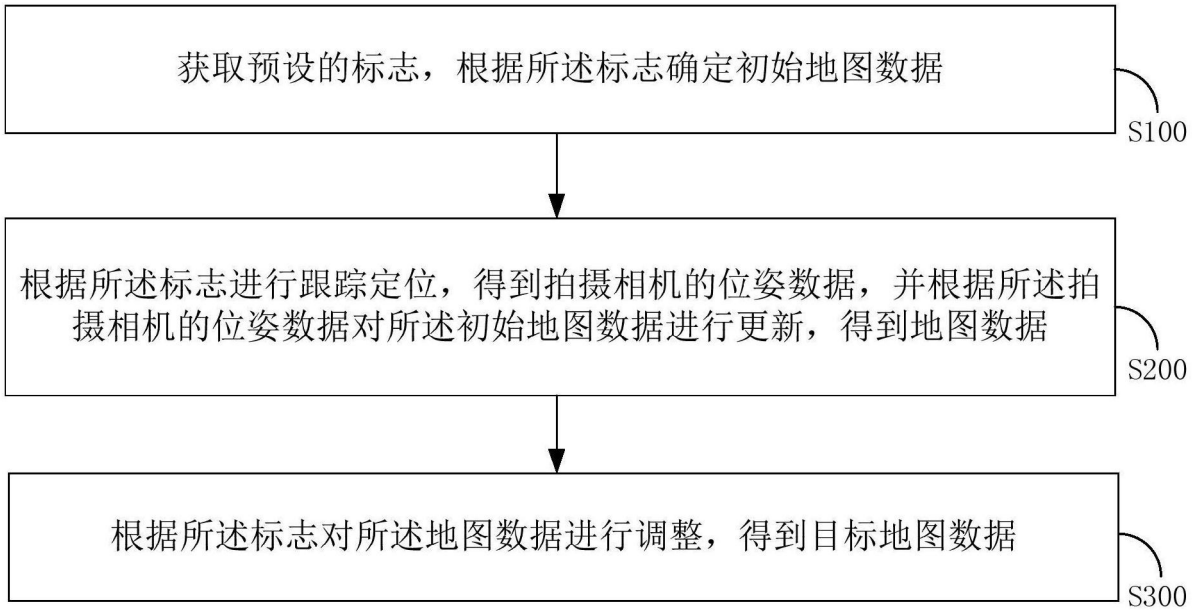 获取预设的标志，根据所述标志确定初始地图数据
S100
根据所述标志进行跟踪定位，得到拍摄相机的位姿数据，并根据所述拍
摄相机的位姿数据对所述初始地图数据进行更新，得到地图数据
S200
根据所述标志对所述地图数据进行调整，得到目标地图数据
S300